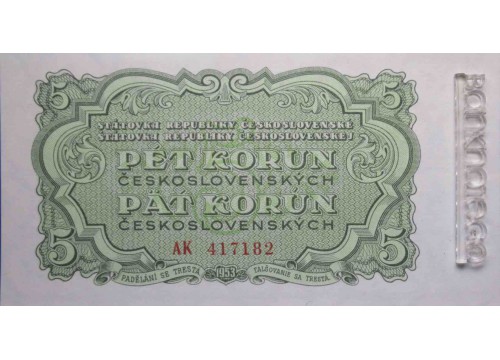 5 5
STÁTOVKA REPUBLIKY ČESKOSLOVENSKÉ
ŠTÁTOVKA REPUBLIKY ČESKOSLOVENSKEJ
PĚT KORUN
ČESKOSLOVENSKÝCH
PÄŤ KORÚN
ČESKOSLOVENSKÝCH
AK 417182
5 5
PADĚLÁNÍ SE TRESTÁ
1953
FALŠOVANIE SA TRESTÁ